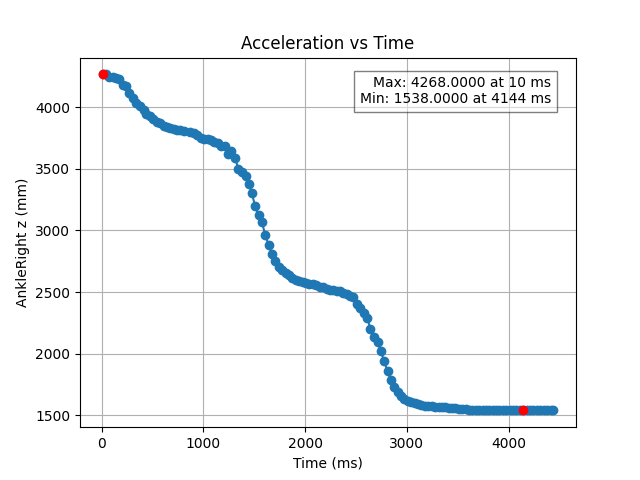 Acceleration vs Time
Max: 4268.0000 at 10 ms
Min: 1538.0000 at 4144 ms
AnkleRight z (mm)
4000
3500
3000
2500
2000
1500
0 1000 2000 3000 4000
Time (ms)